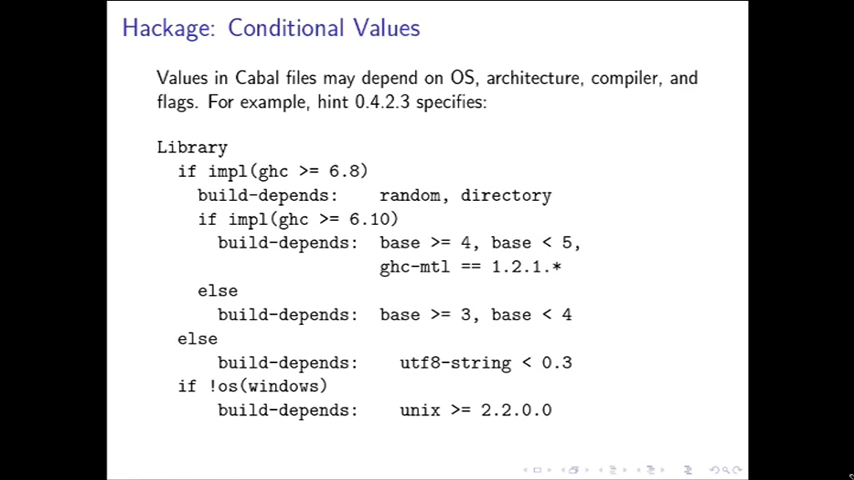 Hackage: Conditional Values
Values in Cabal files may depend on OS, architecture, compiler, and
flags. For example, hint 0.4.2.3 specifies:
Library
  if impl(ghc >= 6.8)
    build-depends:    random, directory
    if impl(ghc >= 6.10)
      build-depends:  base >= 4, base < 5,
                      ghc-mtl == 1.2.1.*
    else
      build-depends:  base >= 3, base < 4
  else
      build-depends:    utf8-string < 0.3
  if !os(windows)
      build-depends:    unix >= 2.2.0.0